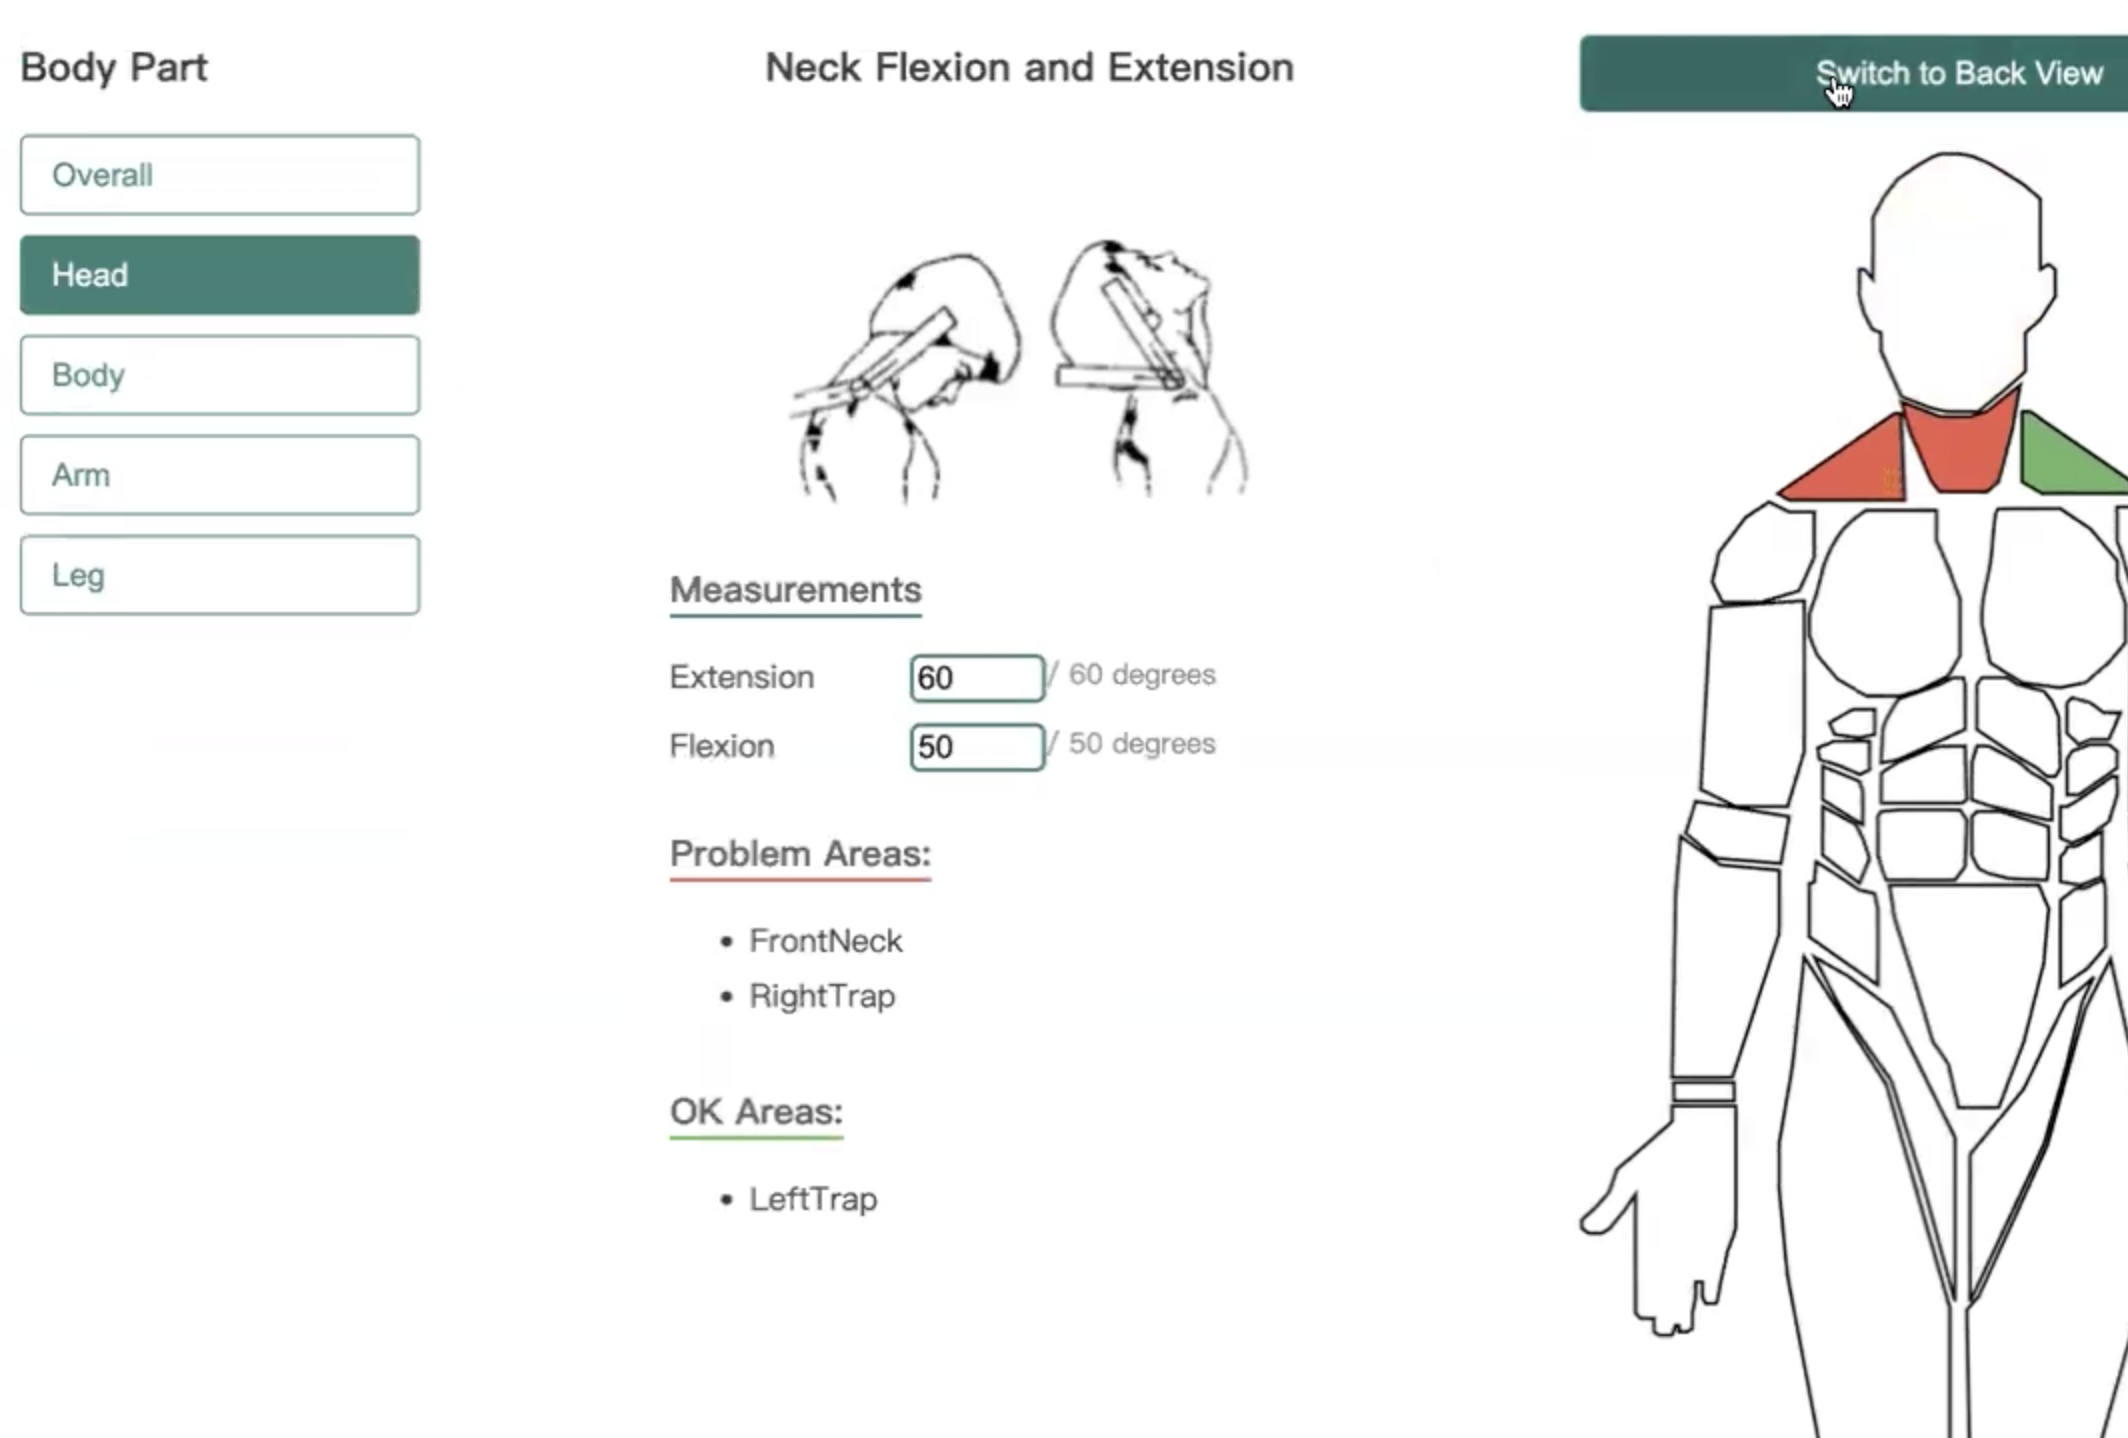 Body Part
Overall
Head
Body
Arm
Leg
Neck Flexion and Extension
Measurements
Extension 60 / 60 degrees
Flexion 50 / 50 degrees
Problem Areas:
• FrontNeck
• RightTrap
OK Areas:
• LeftTrap
Switch to Back View